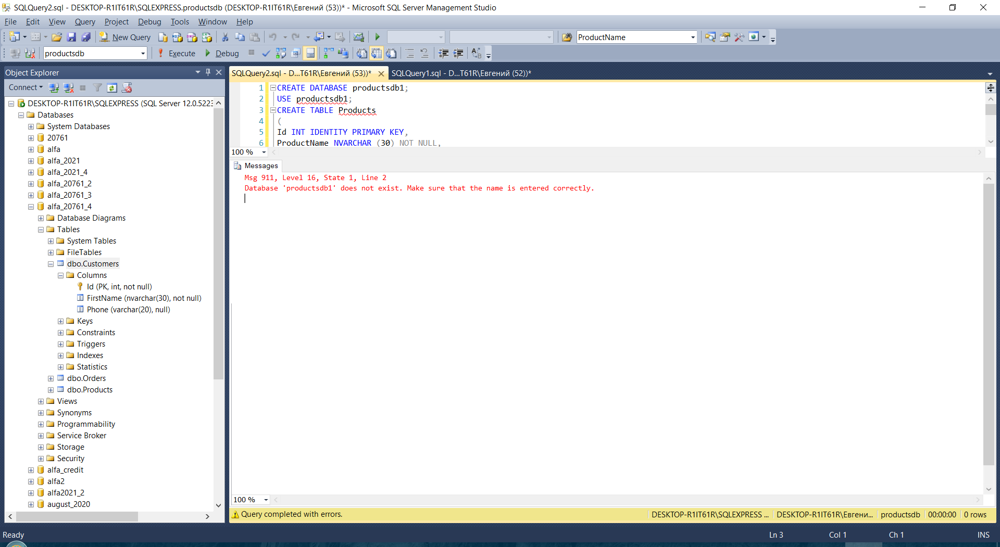 SQLQuery2.sql - DESKTOP-R1IT61R\SQLEXPRESS.productsdb (DESKTOP-R1IT61R\Евгений (53))* - Microsoft SQL Server Management Studio
File Edit View Query Project Debug Tools Window Help
New Query ProductName
productsdb Execute Debug
Object Explorer
Connect
DESKTOP-R1IT61R\SQLEXPRESS (SQL Server 12.0.5223
Databases
System Databases
20761
alfa
alfa_2021
alfa_2021_4
alfa_20761_2
alfa_20761_3
alfa_20761_4
Database Diagrams
Tables
System Tables
FileTables
dbo.Customers
Columns
Id (PK, int, not null)
FirstName (nvarchar(30), not null)
Phone (varchar(20), null)
Keys
Constraints
Triggers
Indexes
Statistics
dbo.Orders
dbo.Products
Views
Synonyms
Programmability
Service Broker
Storage
Security
alfa_credit
alfa2
alfa2021_2
august_2020
SQLQuery2.sql - D...T61R\Евгений (53))* SQLQuery1.sql - D...T61R\Евгений (52))*
1 CREATE DATABASE productsdb1;
2 USE productsdb1;
3 CREATE TABLE Products
4 (
5 Id INT IDENTITY PRIMARY KEY,
6 ProductName NVARCHAR (30) NOT NULL,
100 %
Messages
Msg 911, Level 16, State 1, Line 2
Database 'productsdb1' does not exist. Make sure that the name is entered correctly.
100 %
Query completed with errors. DESKTOP-R1IT61R\SQLEXPRESS ... DESKTOP-R1IT61R\Евгени... productsdb 00:00:00 0 rows
Ready Ln 3 Col 1 Ch 1 INS